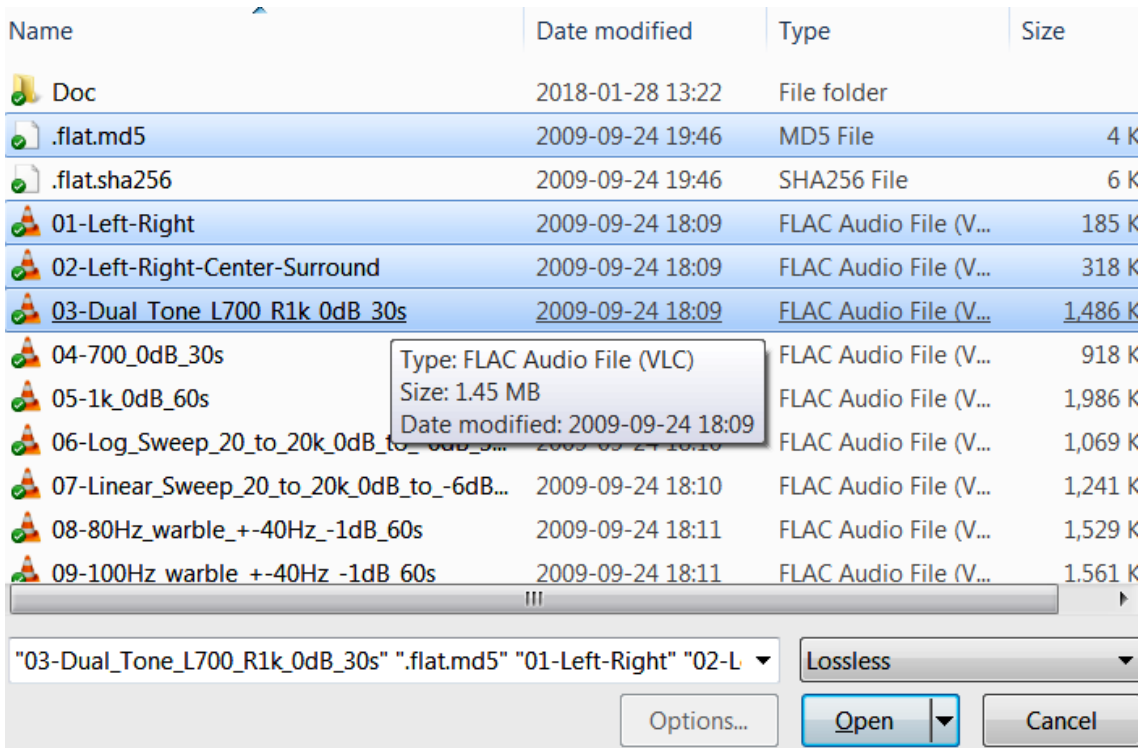 Name Date modified Type Size
Doc 2018-01-28 13:22 File folder
.flat.md5 2009-09-24 19:46 MD5 File 4 K
.flat.sha256 2009-09-24 19:46 SHA256 File 6 K
01-Left-Right 2009-09-24 18:09 FLAC Audio File (V... 185 K
02-Left-Right-Center-Surround 2009-09-24 18:09 FLAC Audio File (V... 318 K
03-Dual_Tone_L700_R1k_0dB_30s 2009-09-24 18:09 FLAC Audio File (V... 1,486 K
04-700_0dB_30s FLAC Audio File (V... 918 K
Type: FLAC Audio File (VLC)
Size: 1.45 MB
Date modified: 2009-09-24 18:09
05-1k_0dB_60s FLAC Audio File (V... 1,986 K
06-Log_Sweep_20_to_20k_0dB_to_ 2009-09-24 18:10 FLAC Audio File (V... 1,069 K
07-Linear_Sweep_20_to_20k_0dB_to_-6dB... 2009-09-24 18:10 FLAC Audio File (V... 1,241 K
08-80Hz_warble_+-40Hz_-1dB_60s 2009-09-24 18:11 FLAC Audio File (V... 1,529 K
09-100Hz_warble_+-40Hz_-1dB_60s 2009-09-24 18:11 FLAC Audio File (V... 1,561 K
"03-Dual_Tone_L700_R1k_0dB_30s" ".flat.md5" "01-Left-Right" "02-L Lossless
Options... Open Cancel